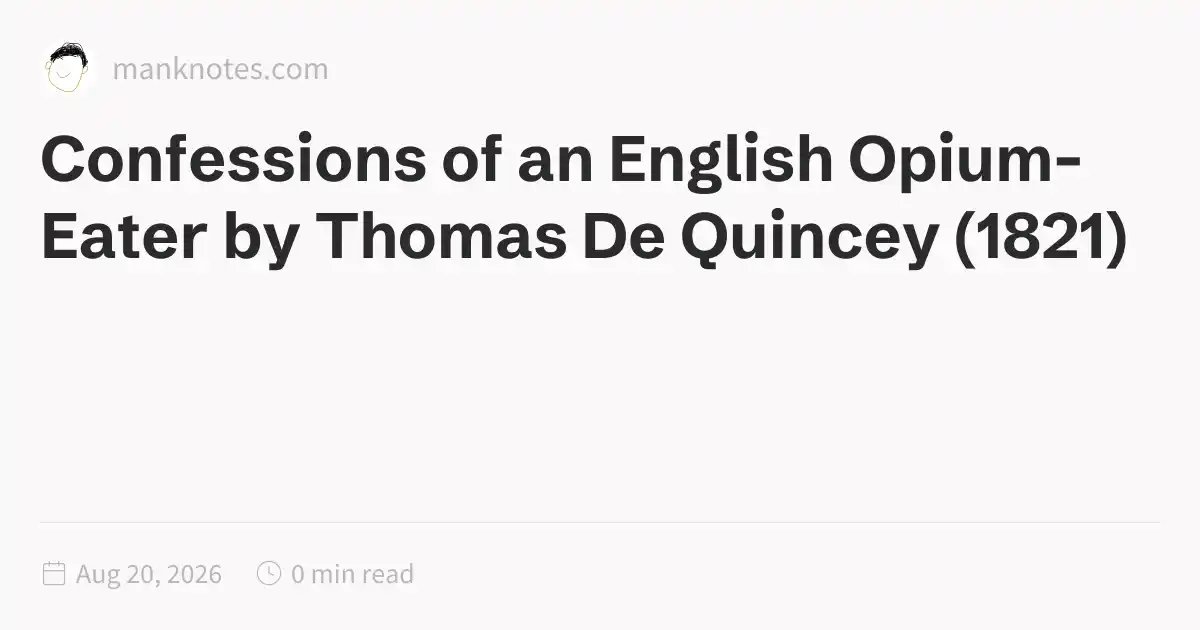 manknotes.com
Confessions of an English Opium-
Eater by Thomas De Quincey (1821)
Aug 20, 2026 0 min read